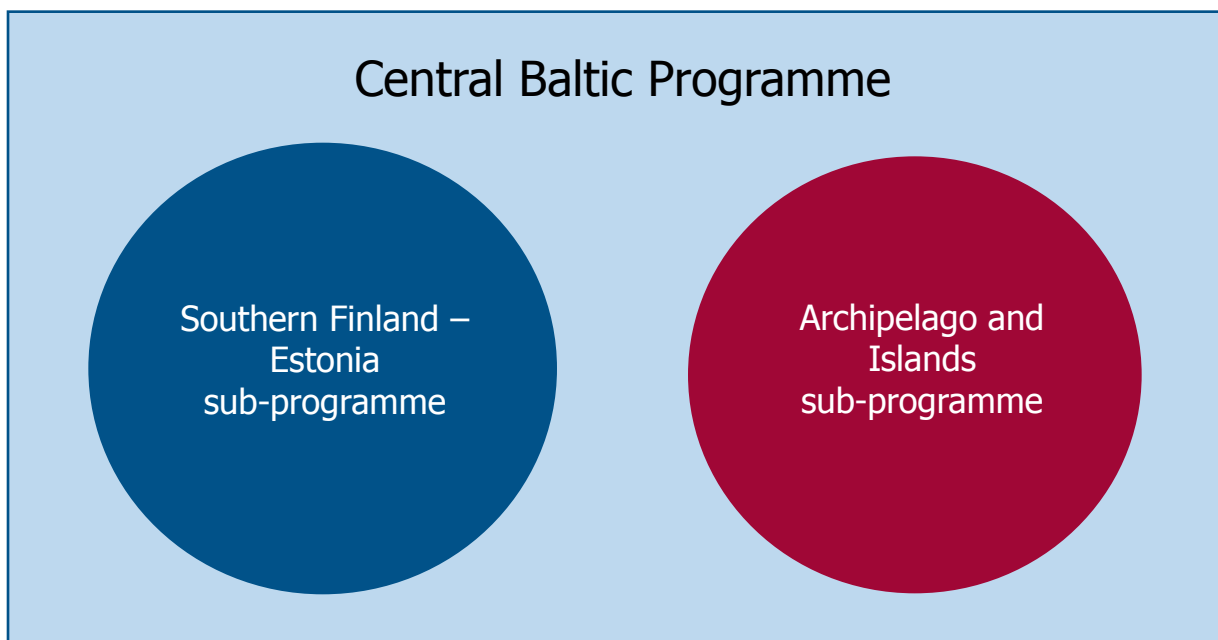 Central Baltic Programme
Southern Finland –
Estonia
sub-programme
Archipelago and
Islands
sub-programme